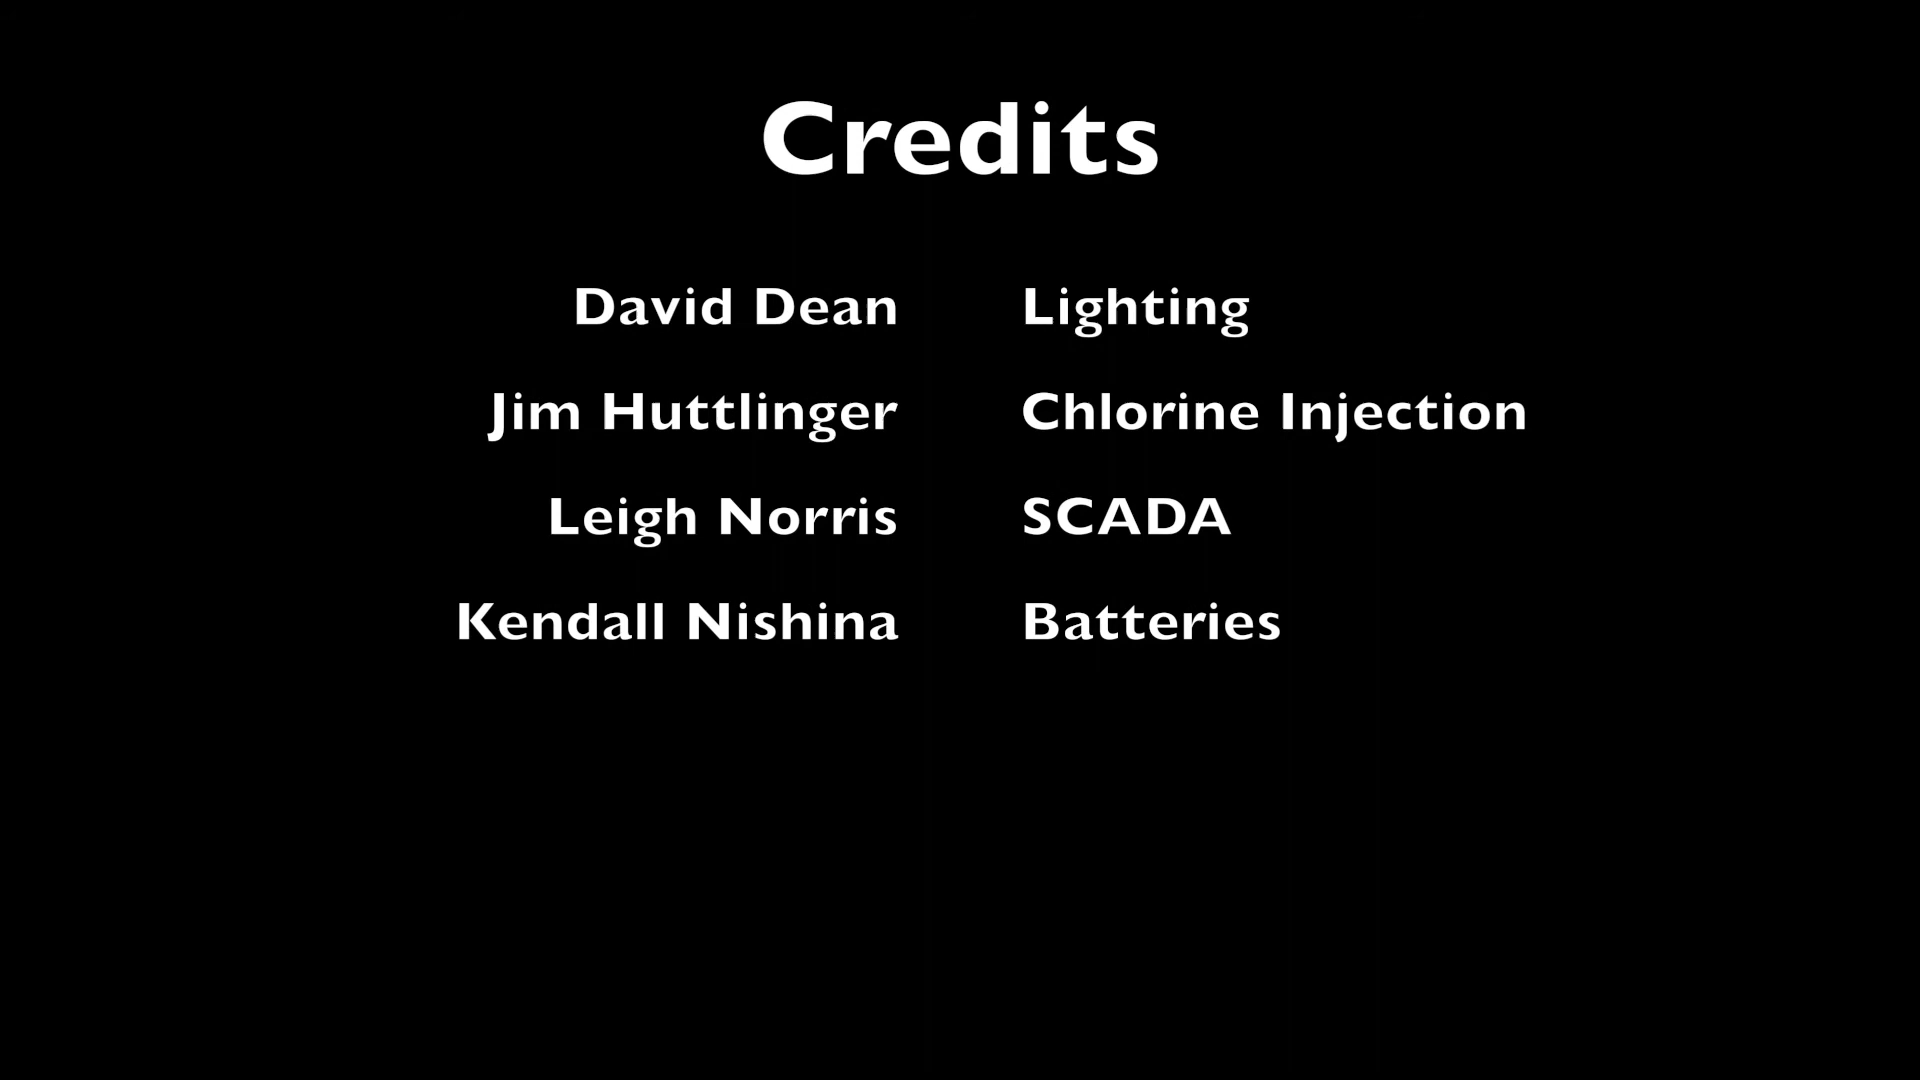 Credits
David Dean Lighting
Jim Huttlinger Chlorine Injection
Leigh Norris SCADA
Kendall Nishina Batteries